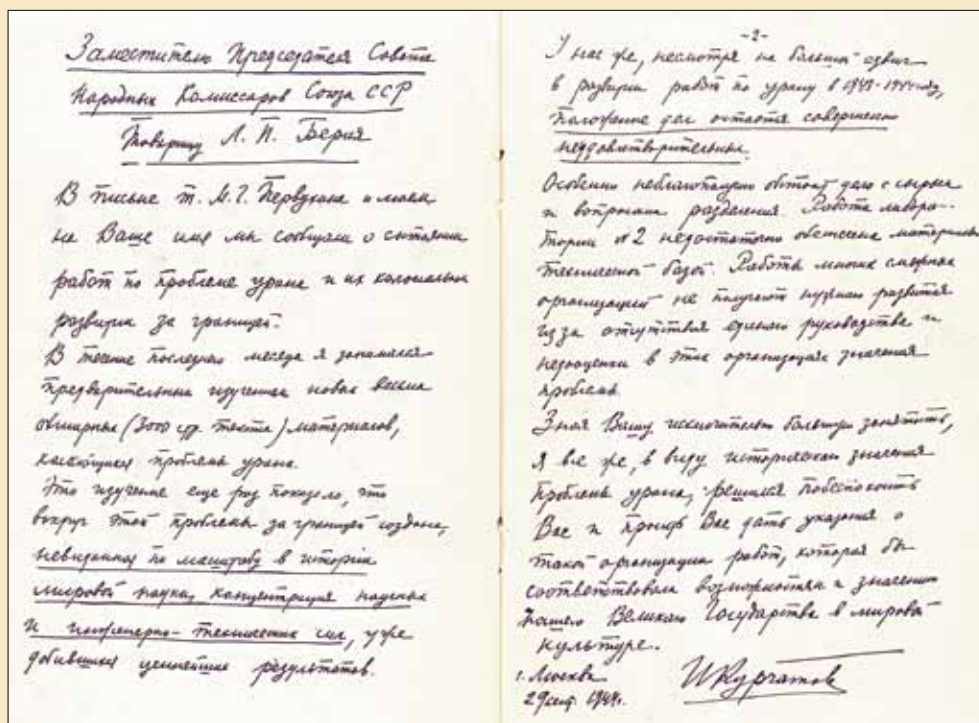 Заместителю Председателя Совета
Народных Комиссаров Союза ССР
Товарищу Л. П. Берия
В письме т. М. Г. Первухина и моем
на Ваше имя мы сообщали о состоянии
работ по проблеме урана и их колоссальном
развитии за границей.
В течение последнего месяца я занимался
предварительным изучением новых весьма
обширных (3000 стр. текста) материалов,
касающихся проблемы урана.
Это изучение еще раз показало, что
вокруг этой проблемы за границей создана,
невиданная по масштабу в истории
мировой науки, концентрация научных
и инженерно-технических сил, уже
добившихся ценнейших результатов.
-2-
У нас же, несмотря на большой сдвиг
в развитии работ по урану в 1943-1944 году,
положение дел остается совершенно
неудовлетворительным.
Особенно неблагополучно обстоит дело с сырьем
и вопросами разделения. Работа лабора-
тории №2 недостаточно обеспечена материально-
технической базой. Работы многих смежных
организаций не получают нужного развития
из за отсутствия единого руководства и
недооценки в этих организациях значения
проблемы.
Зная Вашу исключительно большую занятость,
я все же, в виду исторического значения
проблемы урана, решился побеспокоить
Вас и просить Вас дать указания о
такой организации работ, которая бы
соответствовала возможностям и значению
Нашего Великого Государства в мировой
культуре.
г. Москва
29 сент. 1944г.
И Курчатов